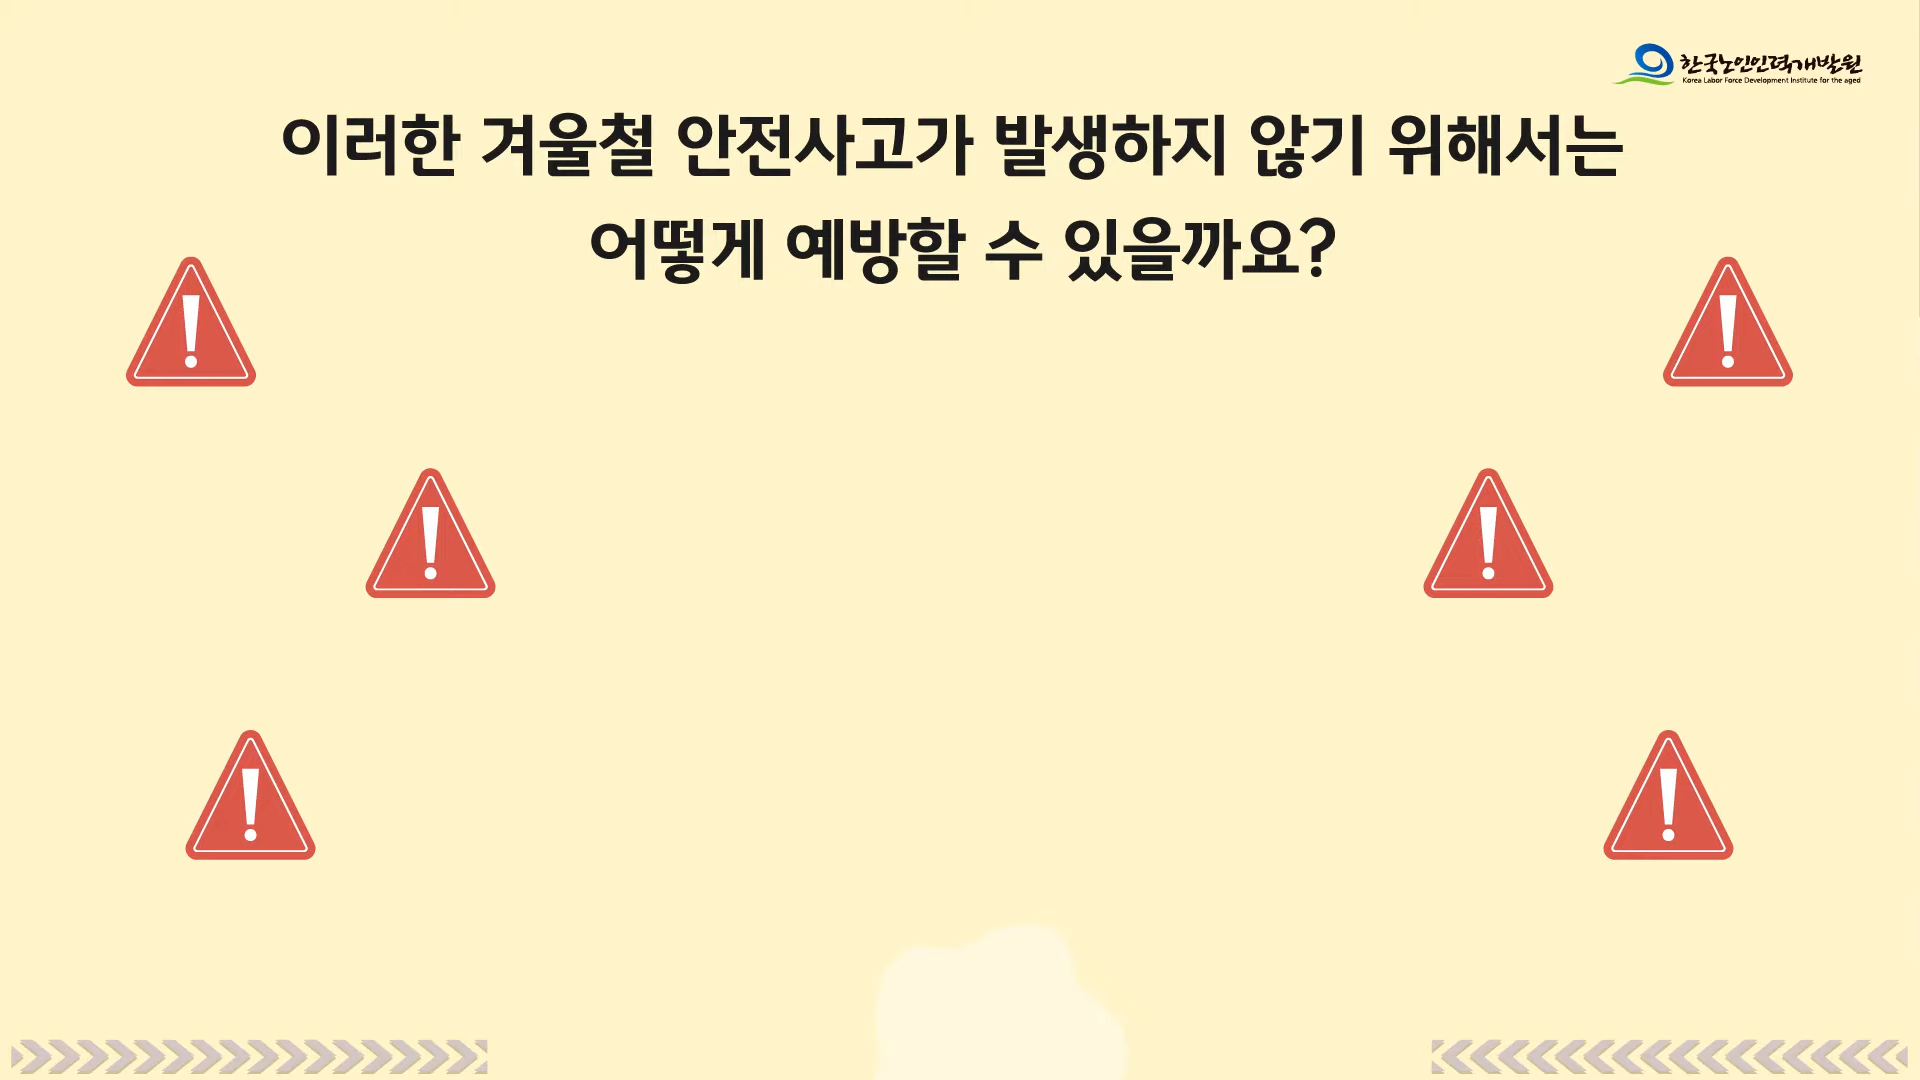 한국노인인력개발원
Korea Labor Force Development Institute for the aged
이러한 겨울철 안전사고가 발생하지 않기 위해서는
어떻게 예방할 수 있을까요?